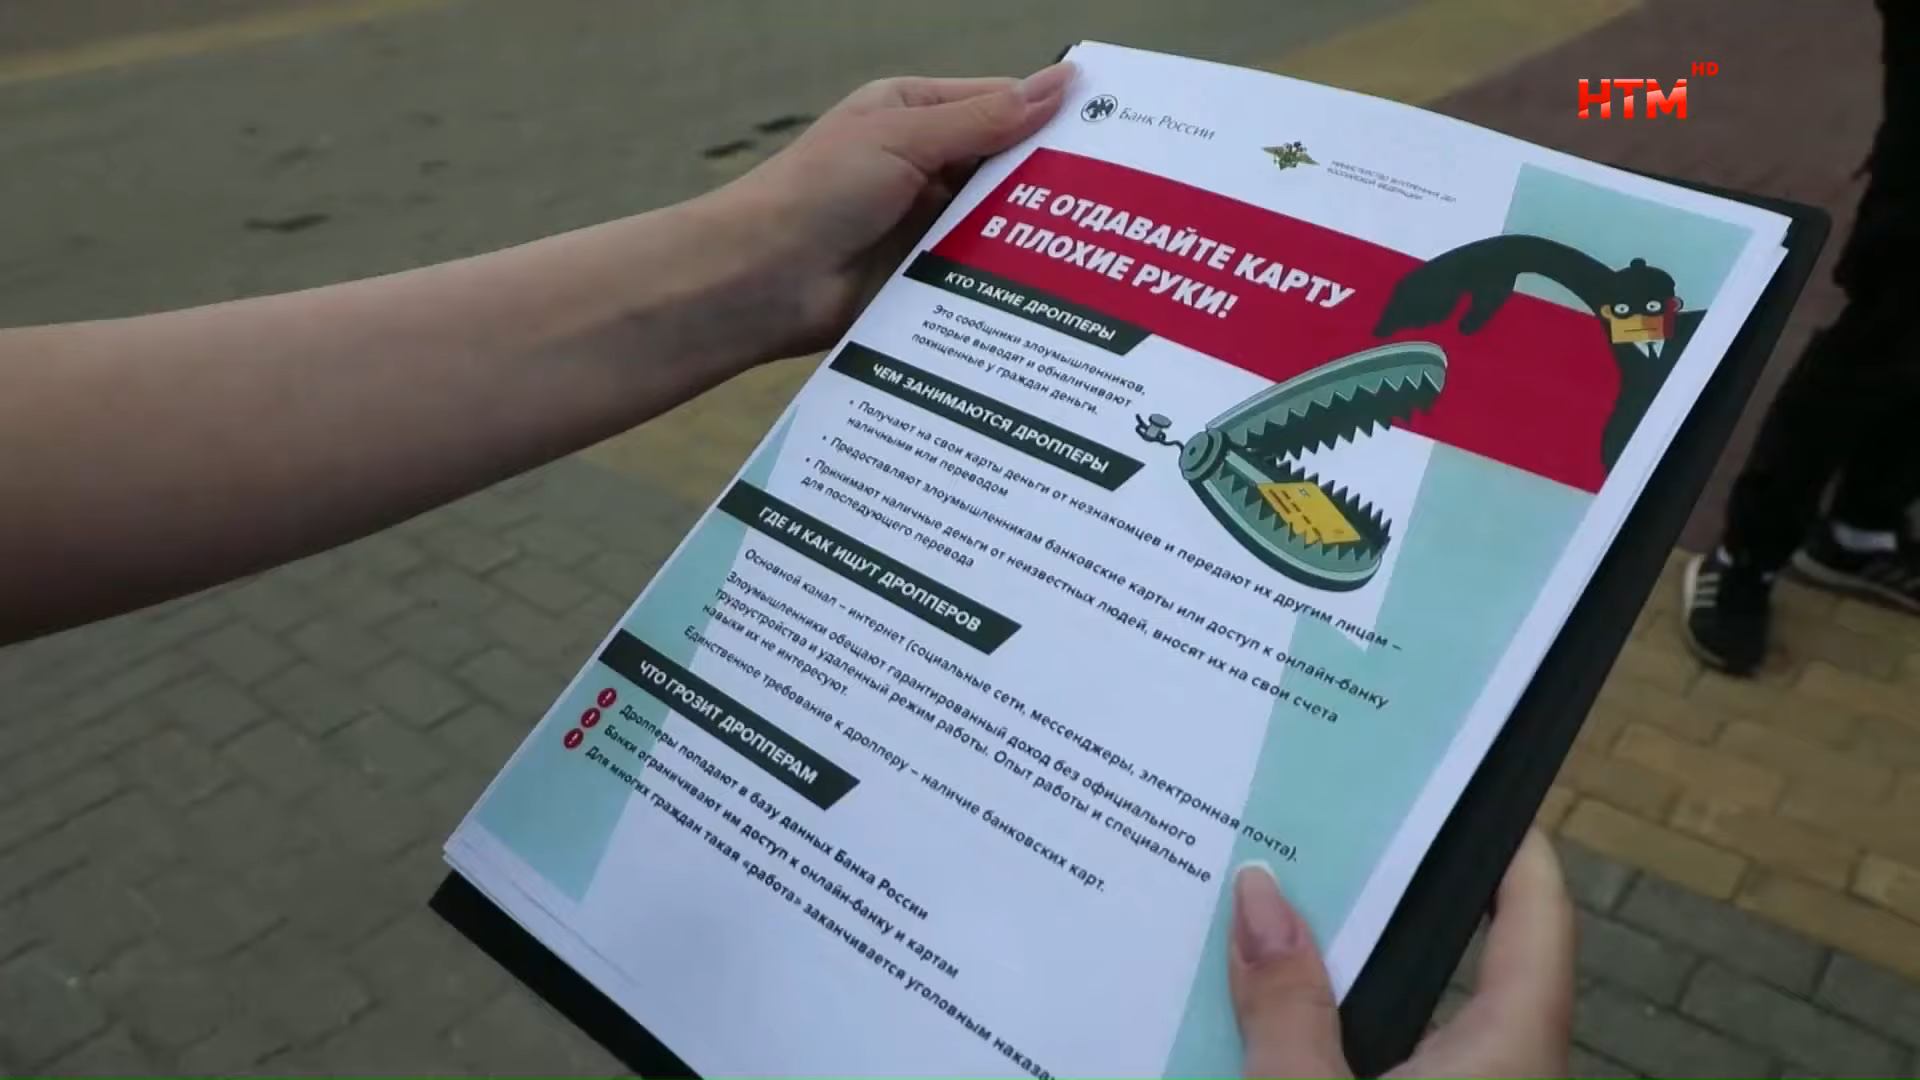 НТМ HD
Банк России
МИНИСТЕРСТВО ВНУТРЕННИХ ДЕЛ
РОССИЙСКОЙ ФЕДЕРАЦИИ
НЕ ОТДАВАЙТЕ КАРТУ
В ПЛОХИЕ РУКИ!
КТО ТАКИЕ ДРОППЕРЫ
Это сообщники злоумышленников,
которые выводят и обналичивают
похищенные у граждан деньги.
ЧЕМ ЗАНИМАЮТСЯ ДРОППЕРЫ
• Получают на свои карты деньги от незнакомцев и передают их другим лицам –
наличными или переводом
• Предоставляют злоумышленникам банковские карты или доступ к онлайн-банку
• Принимают наличные деньги от неизвестных людей, вносят их на свои счета
для последующего перевода
ГДЕ И КАК ИЩУТ ДРОППЕРОВ
Основной канал – интернет (социальные сети, мессенджеры, электронная почта).
Злоумышленники обещают гарантированный доход без официального
трудоустройства и удаленный режим работы. Опыт работы и специальные
навыки их не интересуют.
Единственное требование к дропперу – наличие банковских карт.
ЧТО ГРОЗИТ ДРОППЕРАМ
! Дропперы попадают в базу данных Банка России
! Банки ограничивают им доступ к онлайн-банку и картам
! Для многих граждан такая «работа» заканчивается уголовным наказа